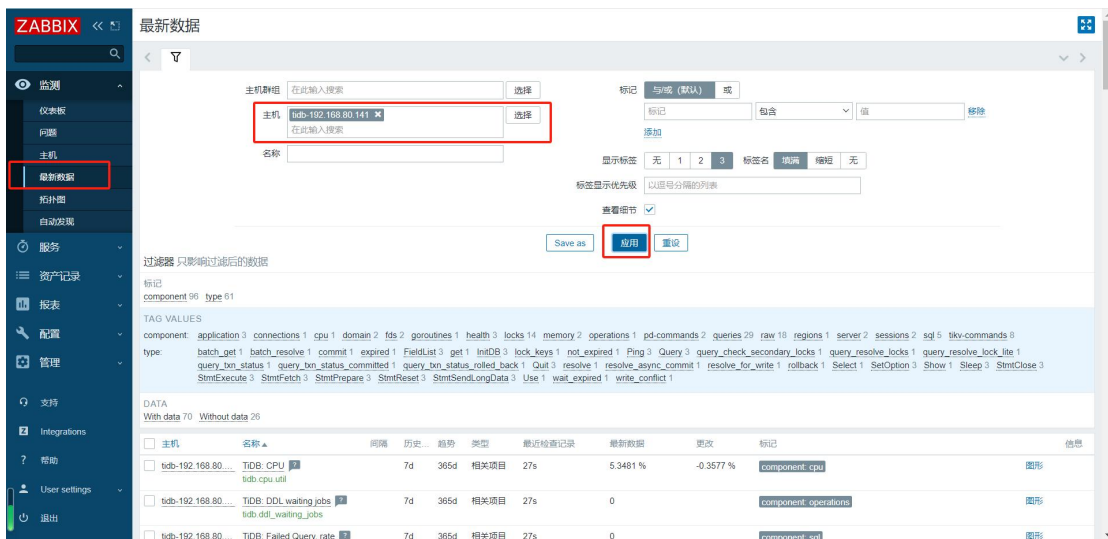 ZABBIX
监测
仪表板
问题
主机
最新数据
拓扑图
自动发现
服务
资产记录
报表
配置
管理
支持
Z Integrations
? 帮助
User settings
退出
最新数据
主机群组 在此输入搜索 选择
主机 tidb-192.168.80.141 × 选择
在此输入搜索
名称
标记 与/或 (默认) 或
标记 包含 值 移除
添加
显示标签 无 1 2 3 标签名 填满 缩短 无
标签显示优先级 以逗号分隔的列表
查看细节
Save as 应用 重设
过滤器 只影响过滤后的数据
标记
component 96 type 61
TAG VALUES
component: application 3 connections 1 cpu 1 domain 2 fds 2 goroutines 1 health 3 locks 14 memory 2 operations 1 pd-commands 2 queries 29 raw 18 regions 1 server 2 sessions 2 sql 5 tikv-commands 8
type: batch_get 1 batch_resolve 1 commit 1 expired 1 FieldList 3 get 1 InitDB 3 lock_keys 1 not_expired 1 Ping 3 Query 3 query_check_secondary_locks 1 query_resolve_locks 1 query_resolve_lock_lite 1
query_txn_status 1 query_txn_status_committed 1 query_txn_status_rolled_back 1 Quit 3 resolve 1 resolve_async_commit 1 resolve_for_write 1 rollback 1 Select 1 SetOption 3 Show 1 Sleep 3 StmtClose 3
StmtExecute 3 StmtFetch 3 StmtPrepare 3 StmtReset 3 StmtSendLongData 3 Use 1 wait_expired 1 write_conflict 1
DATA
With data 70 Without data 26
主机 名称 间隔 历史... 趋势 类型 最近检查记录 最新数据 更改 标记 信息
tidb-192.168.80.... TiDB: CPU ? 7d 365d 相关项目 27s 5.3481 % -0.3577 % component: cpu 图形
tidb.cpu.util
tidb-192.168.80.... TiDB: DDL waiting jobs ? 7d 365d 相关项目 27s 0 component: operations 图形
tidb.ddl_waiting_jobs
tidb-192.168.80.... TiDB: Failed Query, rate ? 7d 365d 相关项目 27s 0 component: sql 图形